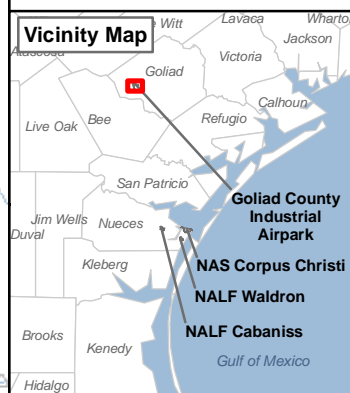 Vicinity Map
Witt
Lavaca
Wharto
Jackson
Atascosa
Goliad
Victoria
Calhoun
Live Oak
Bee
Refugio
San Patricio
Goliad County
Industrial
Airpark
Jim Wells
Nueces
Duval
NAS Corpus Christi
Kleberg
NALF Waldron
NALF Cabaniss
Brooks
Kenedy
Gulf of Mexico
Hidalgo